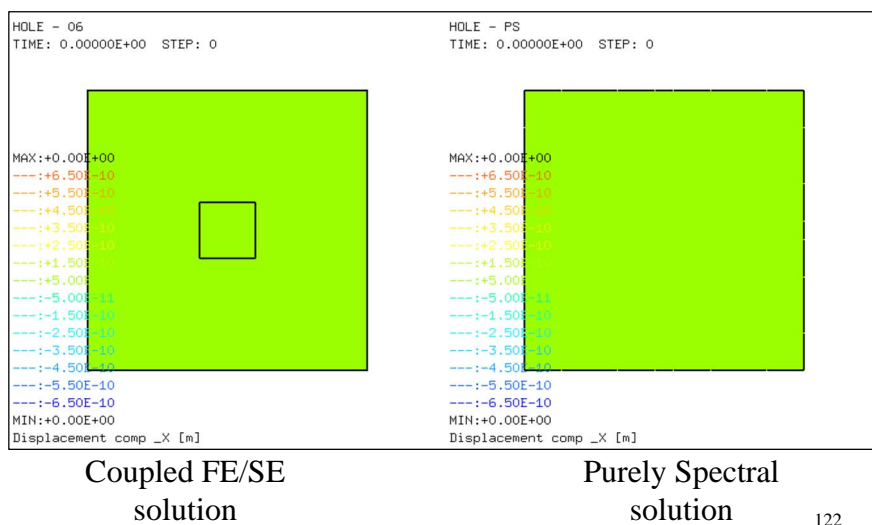 HOLE - 06
TIME: 0.00000E+00 STEP: 0
MAX:+0.00E+00
---:+6.50E-10
---:+5.50E-10
---:+4.50E-10
---:+3.50E-10
---:+2.50E-10
---:+1.50E-10
---:+5.00E
---:-5.00E-11
---:-1.50E-10
---:-2.50E-10
---:-3.50E-10
---:-4.50E-10
---:-5.50E-10
---:-6.50E-10
MIN:+0.00E+00
Displacement comp _X [m]
Coupled FE/SE
solution
HOLE - PS
TIME: 0.00000E+00 STEP: 0
MAX:+0.00E+00
---:+6.50E-10
---:+5.50E-10
---:+4.50E-10
---:+3.50E-10
---:+2.50E-10
---:+1.50E-10
---:+5.00E
---:-5.00E-11
---:-1.50E-10
---:-2.50E-10
---:-3.50E-10
---:-4.50E-10
---:-5.50E-10
---:-6.50E-10
MIN:+0.00E+00
Displacement comp _X [m]
Purely Spectral
solution
122